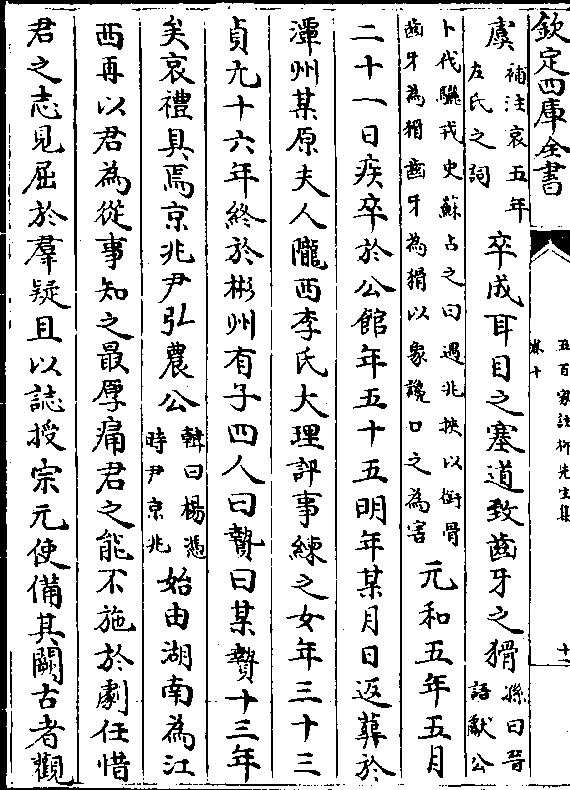 欽定四庫全書
五百家註柳先生集
卷十
十一
虞補注哀五年左氏之詞卒成耳目之塞道致齒牙之猾孫曰晉語獻公
卜伐驪戎史蘇占之曰遇兆挾以銜骨齒牙為猾齒牙為猾以象讒口之為害元和五年五月
二十一日疾卒於公館年五十五明年某月日返葬於
潭州某原夫人隴西李氏大理評事練之女年三十三
貞元十六年終於彬州有子四人曰贄曰某贄十三年
矣哀禮具焉京兆尹弘農公韓曰楊憑時尹京兆始由湖南為江
西再以君為從事知之最厚痛君之能不施於劇任惜
君之志見屈於羣疑且以誌授宗元使備其闕古者觀